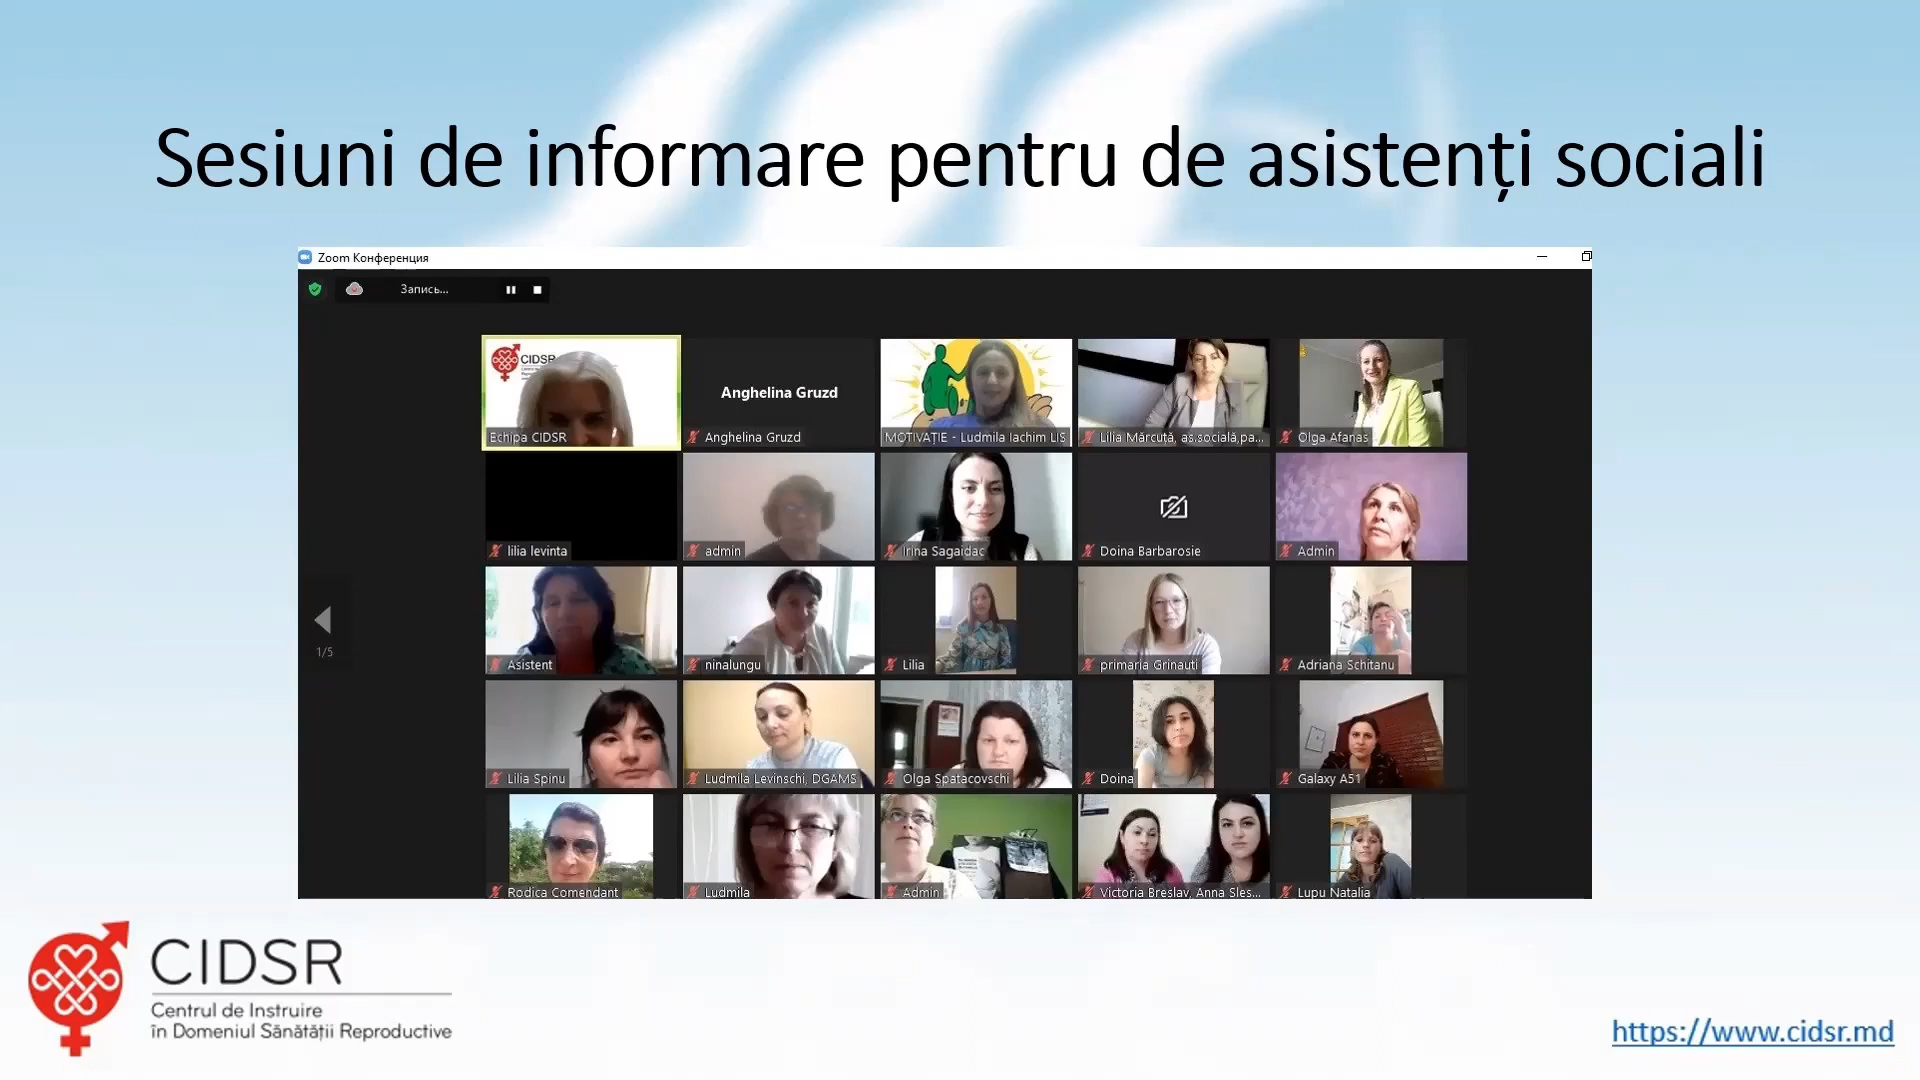 Sesiuni de informare pentru de asistenți sociali
Zoom Конференция
Запись...
CIDSR
Echipa CIDSR
Anghelina Gruzd
Anghelina Gruzd
MOTIVAȚIE - Ludmila Iachim LIS
Lilia Mărcuță, as.socială,pa...
Olga Afanas
lilia levinta
admin
Irina Sagaidac
Doina Barbarosie
Admin
1/5
Asistent
ninalungu
Lilia
primaria Grinauti
Adriana Schitanu
Lilia Spinu
Ludmila Levinschi, DGAMS
Olga Spatacovschi
Doina
Galaxy A51
Rodica Comendant
Ludmila
Admin
Victoria Breslav, Anna Sles...
Lupu Natalia
CIDSR
Centrul de Instruire
în Domeniul Sănătății Reproductive
https://www.cidsr.md